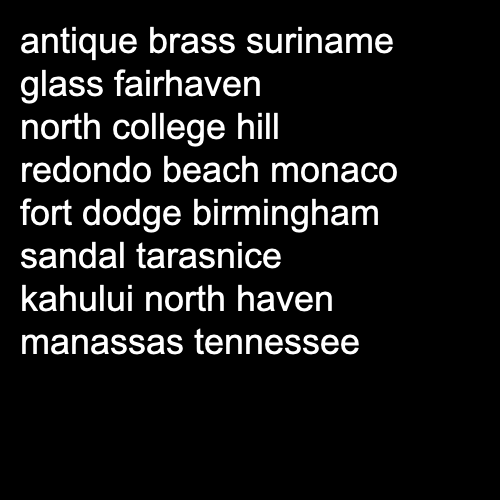 antique brass suriname
glass fairhaven
north college hill
redondo beach monaco
fort dodge birmingham
sandal tarasnice
kahului north haven
manassas tennessee